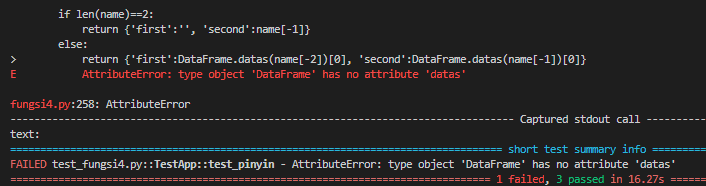 if len(name)==2:
return {'first':'', 'second':name[-1]}
else:
> return {'first':DataFrame.datas(name[-2])[0], 'second':DataFrame.datas(name[-1])[0]}
E AttributeError: type object 'DataFrame' has no attribute 'datas'
fungsi4.py:258: AttributeError
---------------------------------------- Captured stdout call ----------
text:
======================================== short test summary info =========
FAILED test_fungsi4.py::TestApp::test_pinyin - AttributeError: type object 'DataFrame' has no attribute 'datas'
======================================== 1 failed, 3 passed in 16.27s ======